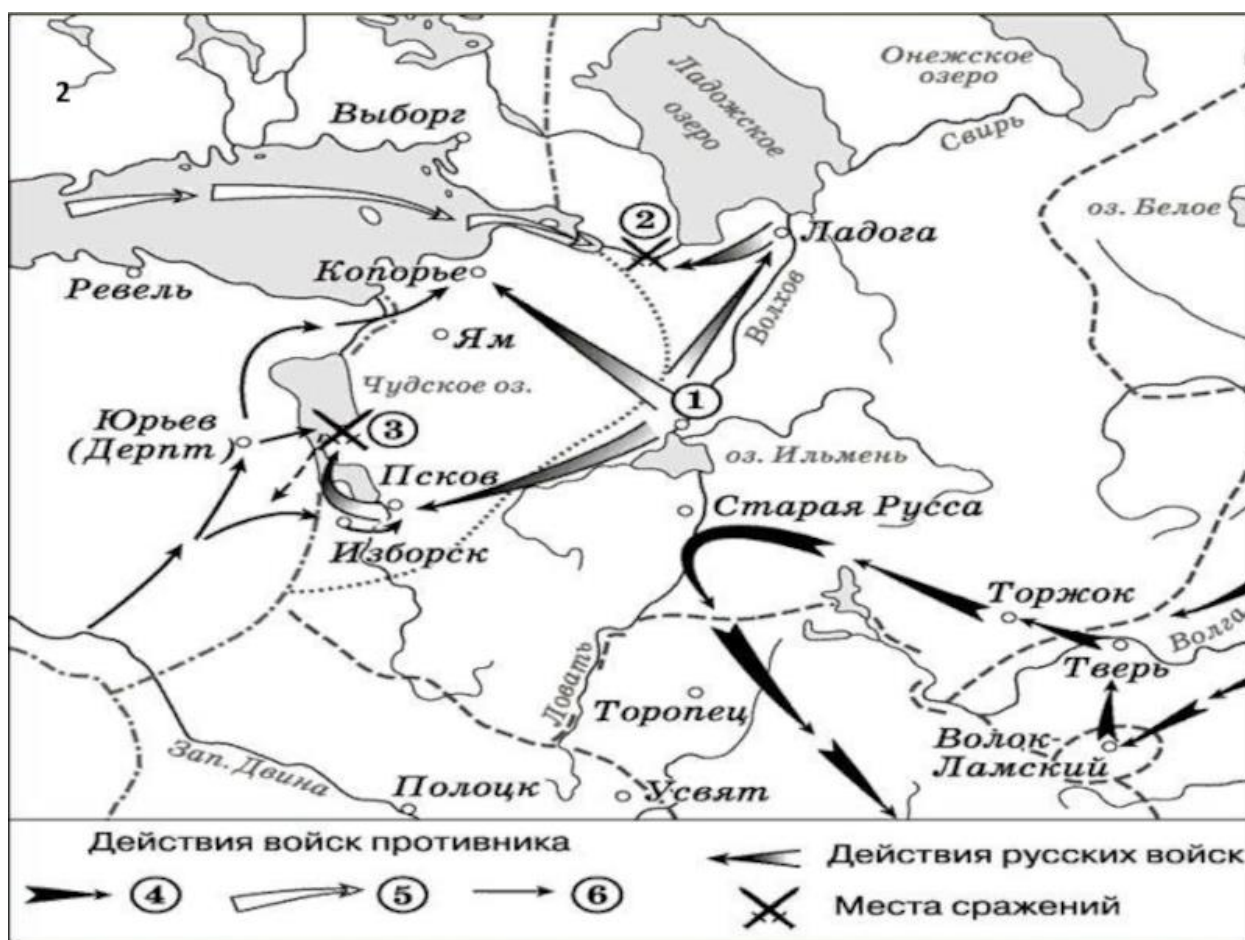 2
Выборг
Ладожское
озеро
Онежское
озеро
Свирь
оз. Белое
2
Ладога
Ревель
Копорье
Волхов
Ям
Чудское оз.
1
Юрьев
(Дерпт)
3
Псков
оз. Ильмень
Изборск
Старая Русса
Торжок
Волга
Тверь
Ловать
Торопец
Волок-
Ламский
Зап. Двина
Полоцк
Усвят
Действия войск противника
4
5
6
Действия русских войск
Места сражений